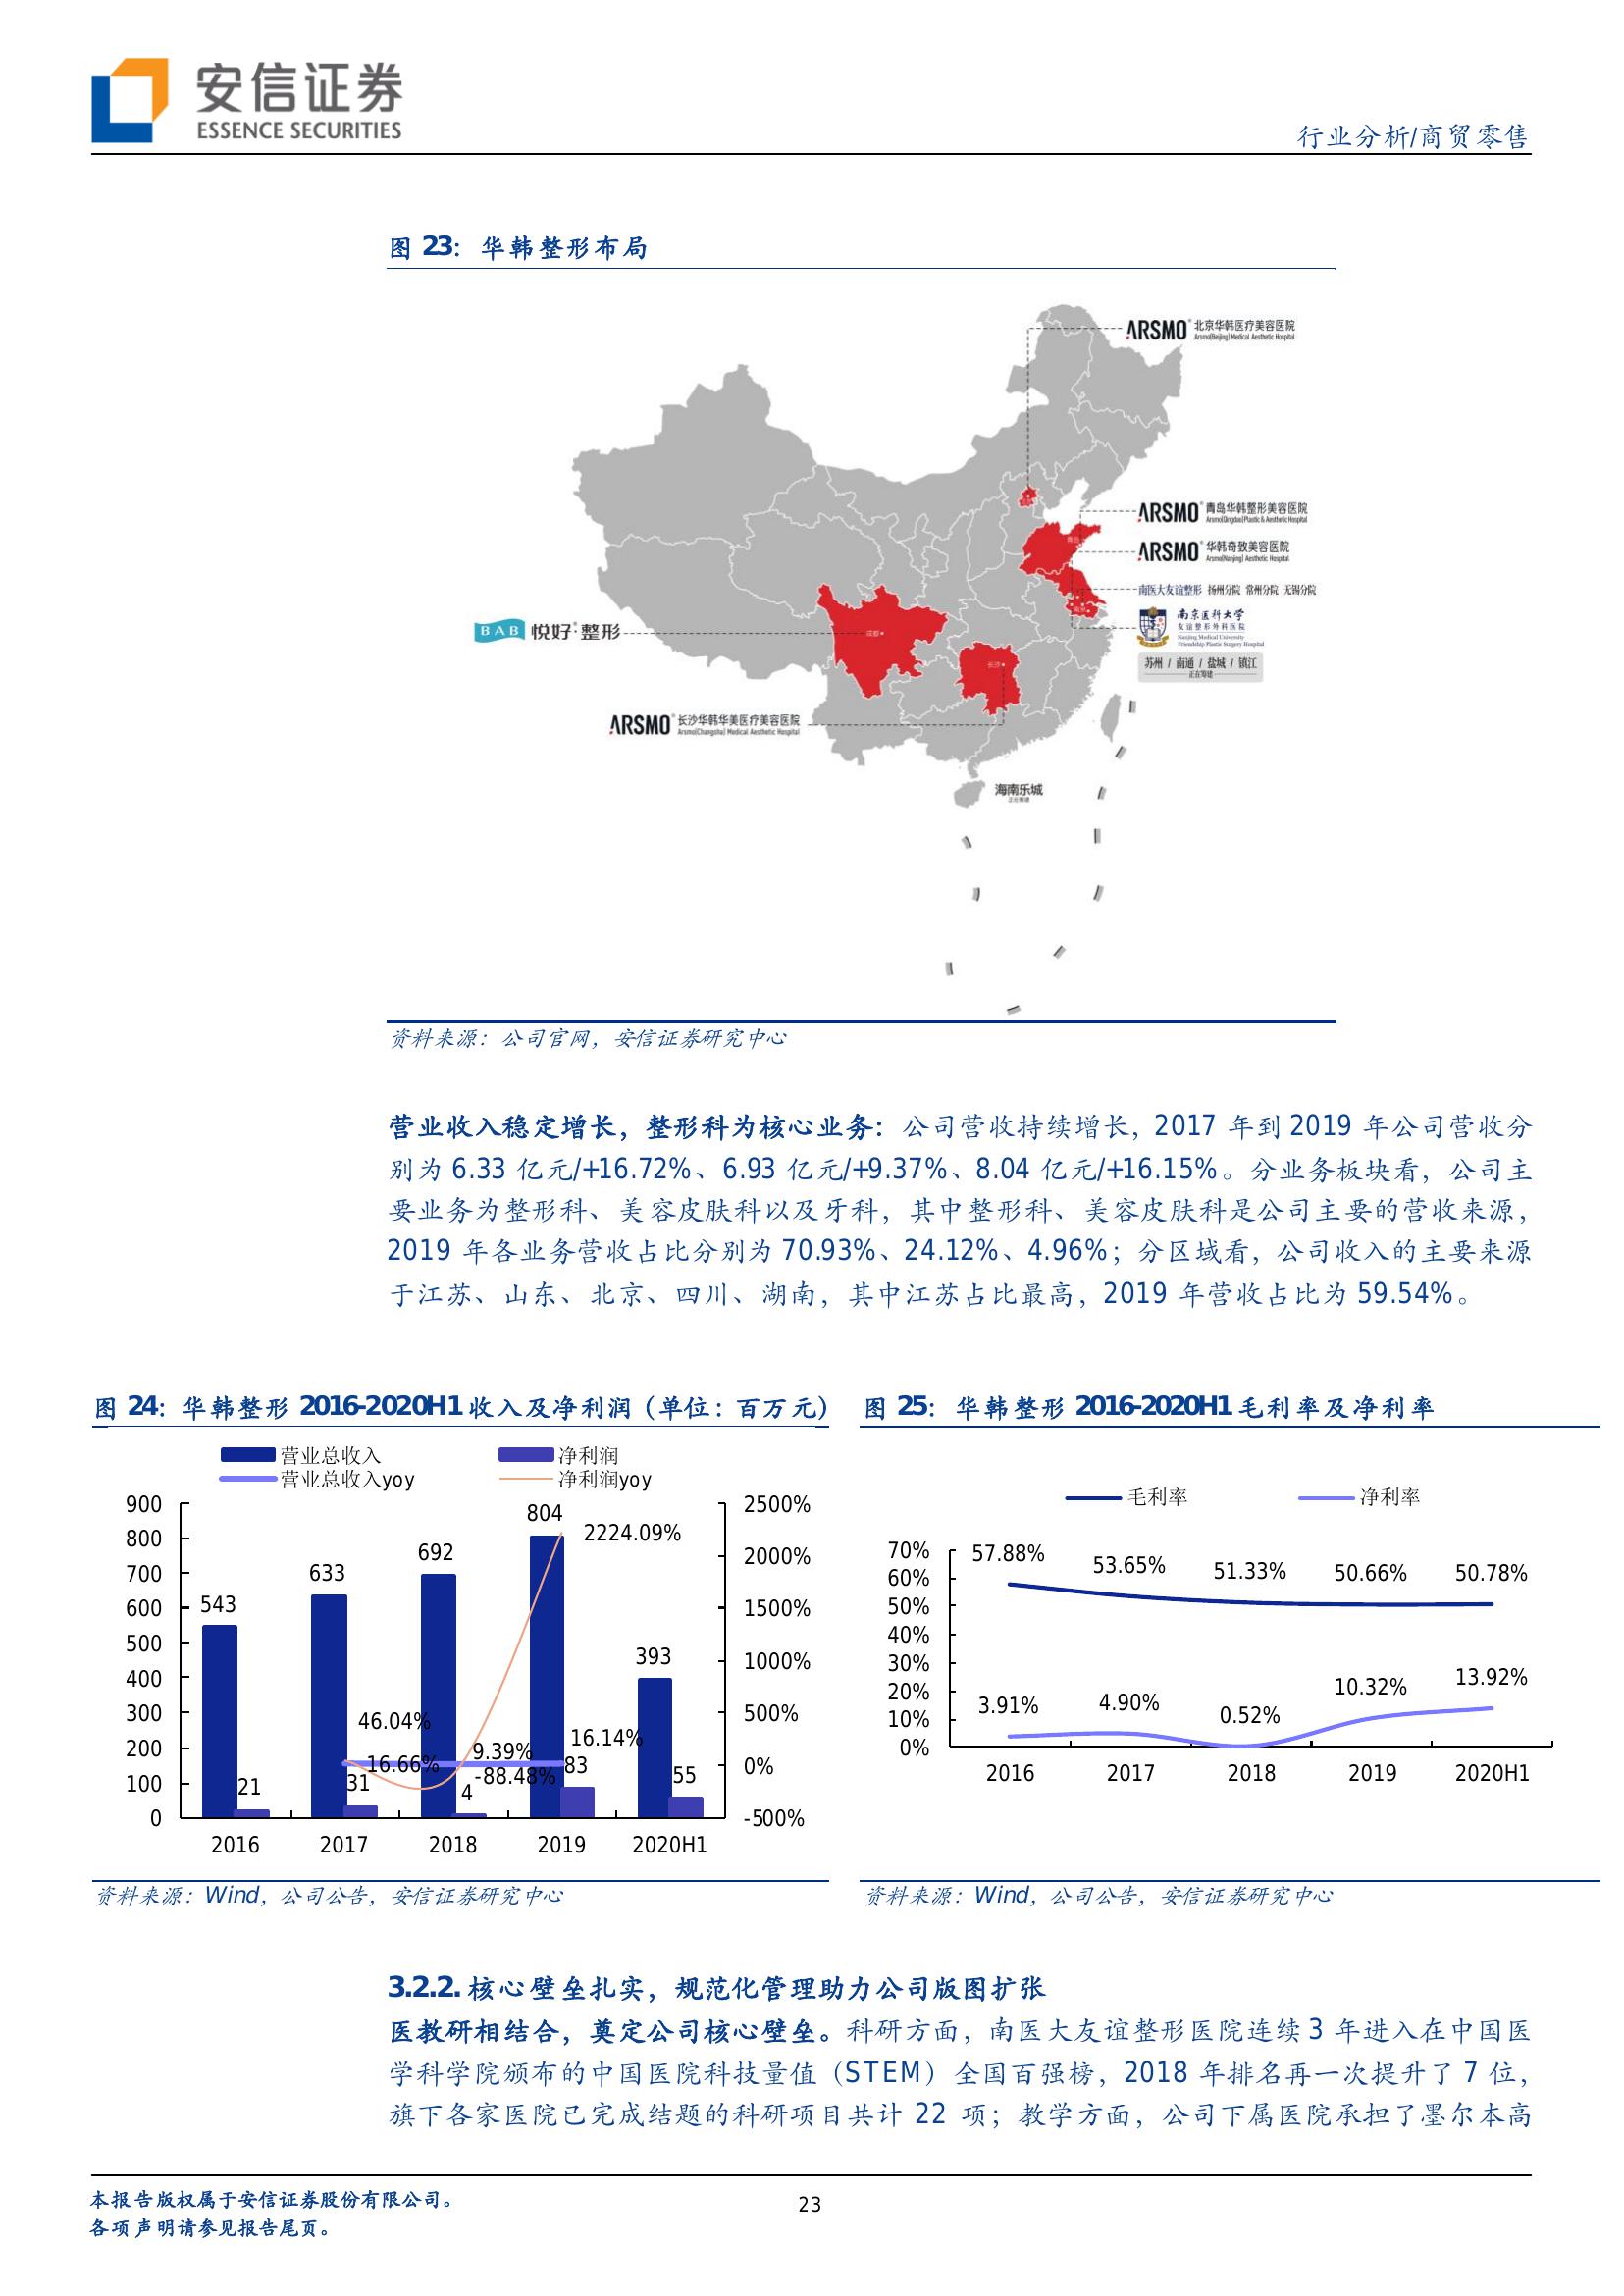 安信证券
ESSENCE SECURITIES
行业分析/商贸零售
图 23：华韩整形布局
ARSMO® 北京华韩医疗美容医院
Arsmo(Beijing) Medical Aesthetic Hospital
ARSMO® 青岛华韩整形美容医院
Arsmo(Qingdao)Plastic & Aesthetic Hospital
ARSMO® 华韩奇致美容医院
Arsmo(Nanjing) Aesthetic Hospital
南医大友谊整形 扬州分院 常州分院 无锡分院
南京医科大学
友谊整形外科医院
Nanjing Medical University
Friendship Plastic Surgery Hospital
苏州 / 南通 / 盐城 / 镇江
正在筹建
BAB 悦好®整形
成都
长沙
青岛
ARSMO® 长沙华韩华美医疗美容医院
Arsmo(Changsha) Medical Aesthetic Hospital
海南乐城
正在筹建
资料来源：公司官网，安信证券研究中心
营业收入稳定增长，整形科为核心业务：公司营收持续增长，2017 年到 2019 年公司营收分
别为 6.33 亿元/+16.72%、6.93 亿元/+9.37%、8.04 亿元/+16.15%。分业务板块看，公司主
要业务为整形科、美容皮肤科以及牙科，其中整形科、美容皮肤科是公司主要的营收来源，
2019 年各业务营收占比分别为 70.93%、24.12%、4.96%；分区域看，公司收入的主要来源
于江苏、山东、北京、四川、湖南，其中江苏占比最高，2019 年营收占比为 59.54%。
图 24：华韩整形 2016-2020H1 收入及净利润（单位：百万元）
营业总收入 净利润
营业总收入yoy 净利润yoy
900
800
700
600
500
400
300
200
100
0
2500%
2000%
1500%
1000%
500%
0%
-500%
543
633
692
804
393
21
31
4
83
55
46.04%
-88.48%
2224.09%
16.66%
9.39%
16.14%
2016 2017 2018 2019 2020H1
资料来源：Wind，公司公告，安信证券研究中心
图 25：华韩整形 2016-2020H1 毛利率及净利率
毛利率 净利率
70%
60%
50%
40%
30%
20%
10%
0%
57.88% 53.65% 51.33% 50.66% 50.78%
3.91% 4.90% 0.52% 10.32% 13.92%
2016 2017 2018 2019 2020H1
资料来源：Wind，公司公告，安信证券研究中心
3.2.2. 核心壁垒扎实，规范化管理助力公司版图扩张
医教研相结合，奠定公司核心壁垒。科研方面，南医大友谊整形医院连续 3 年进入在中国医
学科学院颁布的中国医院科技量值（STEM）全国百强榜，2018 年排名再一次提升了 7 位，
旗下各家医院已完成结题的科研项目共计 22 项；教学方面，公司下属医院承担了墨尔本高
本报告版权属于安信证券股份有限公司。
各项声明请参见报告尾页。
23